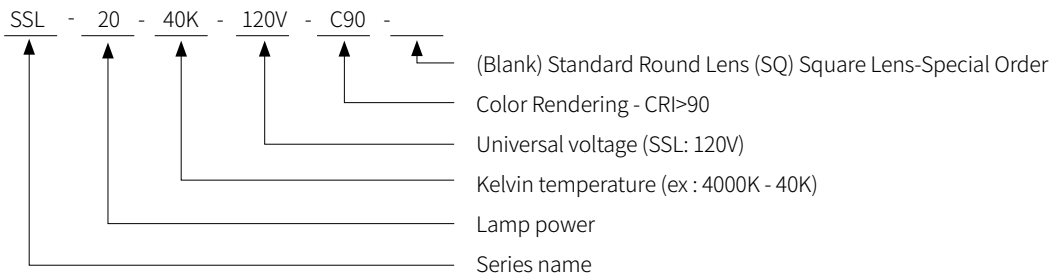 SSL - 20 - 40K - 120V - C90 -
(Blank) Standard Round Lens (SQ) Square Lens-Special Order
Color Rendering - CRI>90
Universal voltage (SSL: 120V)
Kelvin temperature (ex : 4000K - 40K)
Lamp power
Series name